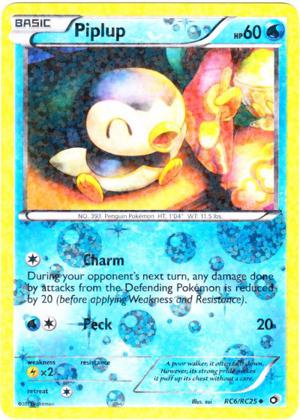 BASIC
Piplup
HP60
NO. 393 Penguin Pokémon HT: 1'04" WT: 11.5 lbs.
Charm
During your opponent's next turn, any damage done
by attacks from the Defending Pokémon is reduced
by 20 (before applying Weakness and Resistance).
Peck 20
weakness resistance
×2
retreat
A poor walker, it often falls down.
However, its strong pride makes
it puff up its chest without a care.
Illus. sui RC6/RC25